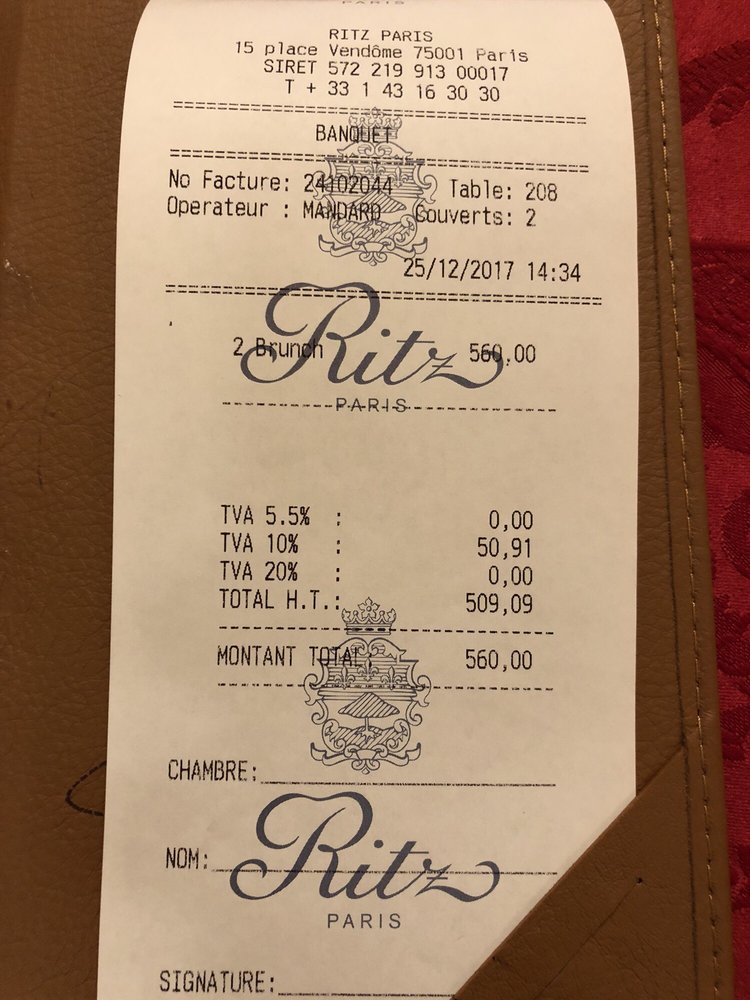 PARIS
RITZ PARIS
15 place Vendôme 75001 Paris
SIRET 572 219 913 00017
T + 33 1 43 16 30 30
BANQUET
No Facture: 24102044 Table: 208
Operateur : MANDARD Couverts: 2
25/12/2017 14:34
Ritz
2 Brunch 560.00
PARIS
TVA 5.5% : 0,00
TVA 10% : 50,91
TVA 20% : 0,00
TOTAL H.T.: 509,09
MONTANT TOTAL 560,00
CHAMBRE:
Ritz
NOM:
PARIS
SIGNATURE: